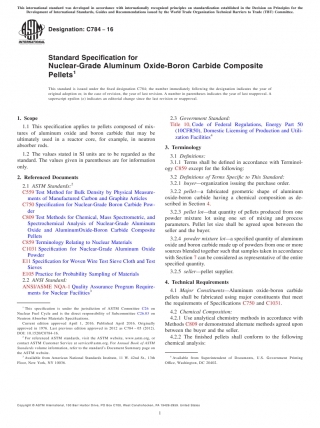 This international standard was developed in accordance with internationally recognized principles on standardization established in the Decision on Principles for the
Development of International Standards, Guides and Recommendations issued by the World Trade Organization Technical Barriers to Trade (TBT) Committee.
INTERNATIONAL
Designation: C784 – 16
Standard Specification for
Nuclear-Grade Aluminum Oxide-Boron Carbide Composite
Pellets¹
This standard is issued under the fixed designation C784; the number immediately following the designation indicates the year of
original adoption or, in the case of revision, the year of last revision. A number in parentheses indicates the year of last reapproval. A
superscript epsilon (ε) indicates an editorial change since the last revision or reapproval.
1. Scope
1.1 This specification applies to pellets composed of mix-
tures of aluminum oxide and boron carbide that may be
ultimately used in a reactor core, for example, in neutron
absorber rods.
1.2 The values stated in SI units are to be regarded as the
standard. The values given in parentheses are for information
only.
2. Referenced Documents
2.1 ASTM Standards:²
C559 Test Method for Bulk Density by Physical Measure-
ments of Manufactured Carbon and Graphite Articles
C750 Specification for Nuclear-Grade Boron Carbide Pow-
der
C809 Test Methods for Chemical, Mass Spectrometric, and
Spectrochemical Analysis of Nuclear-Grade Aluminum
Oxide and Aluminum Oxide-Boron Carbide Composite
Pellets
C859 Terminology Relating to Nuclear Materials
C1031 Specification for Nuclear-Grade Aluminum Oxide
Powder
E11 Specification for Woven Wire Test Sieve Cloth and Test
Sieves
E105 Practice for Probability Sampling of Materials
2.2 ANSI Standard:
ANSI/ASME NQA-1 Quality Assurance Program Require-
ments for Nuclear Facilities³
¹ This specification is under the jurisdiction of ASTM Committee C26 on
Nuclear Fuel Cycle and is the direct responsibility of Subcommittee C26.03 on
Neutron Absorber Materials Specifications.
Current edition approved April 1, 2016. Published April 2016. Originally
approved in 1976. Last previous edition approved in 2012 as C784 – 05 (2012).
DOI: 10.1520/C0784-16.
² For referenced ASTM standards, visit the ASTM website, www.astm.org, or
contact ASTM Customer Service at service@astm.org. For Annual Book of ASTM
Standards volume information, refer to the standard's Document Summary page on
the ASTM website.
³ Available from American National Standards Institute, 11 W. 42nd St., 13th
Floor, New York, NY 10036.
2.3 Government Standard:
Title 10 Code of Federal Regulations, Energy Part 50
(10CFR50), Domestic Licensing of Production and Utili-
zation Facilities⁴
3. Terminology
3.1 Definitions:
3.1.1 Terms shall be defined in accordance with Terminol-
ogy C859 except for the following:
3.2 Definitions of Terms Specific to This Standard:
3.2.1 buyer—organization issuing the purchase order.
3.2.2 pellet—a fabricated geometric shape of aluminum
oxide-boron carbide having a chemical composition as de-
scribed in Section 4.
3.2.3 pellet lot—that quantity of pellets produced from one
powder mixture lot using one set of mixing and process
parameters. Pellet lot size shall be agreed upon between the
seller and the buyer.
3.2.4 powder mixture lot—a specified quantity of aluminum
oxide and boron carbide made up of powders from one or more
sources blended together such that samples taken in accordance
with Section 7 can be considered as representative of the entire
specified quantity.
3.2.5 seller—pellet supplier.
4. Technical Requirements
4.1 Major Constituents—Aluminum oxide-boron carbide
pellets shall be fabricated using major constituents that meet
the requirements of Specifications C750 and C1031.
4.2 Chemical Composition:
4.2.1 Use analytical chemistry methods in accordance with
Methods C809 or demonstrated alternate methods agreed upon
between the buyer and the seller.
4.2.2 The finished pellets shall conform to the following
chemical analysis:
⁴ Available from Superintendent of Documents, U.S. Government Printing
Office, Washington, DC 20402.
Copyright © ASTM International, 100 Barr Harbor Drive, PO Box C700, West Conshohocken, PA 19428-2959. United States
1